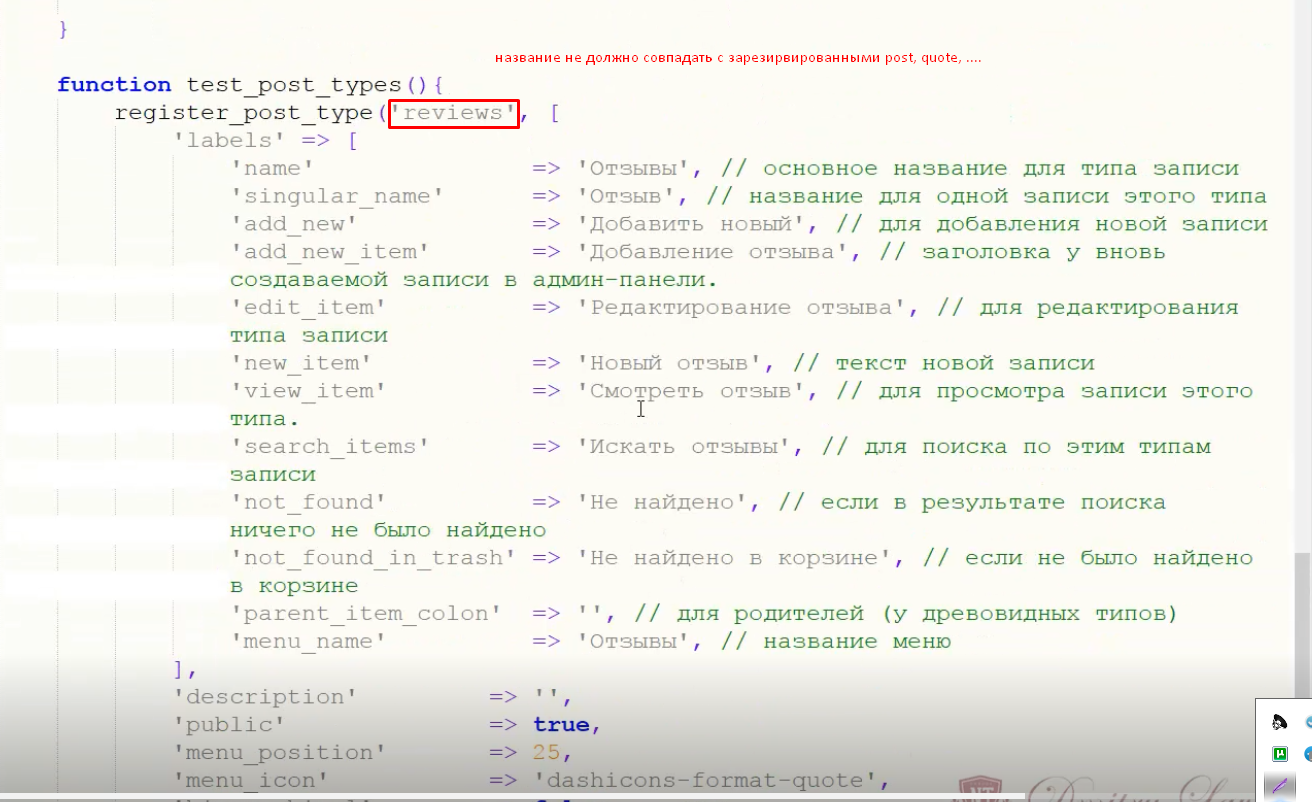 }
название не должно совпадать с зарезирвированными post, quote, ....
function test_post_types(){
register_post_type('reviews', [
'labels' => [
'name' => 'Отзывы', // основное название для типа записи
'singular_name' => 'Отзыв', // название для одной записи этого типа
'add_new' => 'Добавить новый', // для добавления новой записи
'add_new_item' => 'Добавление отзыва', // заголовка у вновь
создаваемой записи в админ-панели.
'edit_item' => 'Редактирование отзыва', // для редактирования
типа записи
'new_item' => 'Новый отзыв', // текст новой записи
'view_item' => 'Смотреть отзыв', // для просмотра записи этого
типа.
'search_items' => 'Искать отзывы', // для поиска по этим типам
записи
'not_found' => 'Не найдено', // если в результате поиска
ничего не было найдено
'not_found_in_trash' => 'Не найдено в корзине', // если не было найдено
в корзине
'parent_item_colon' => '', // для родителей (у древовидных типов)
'menu_name' => 'Отзывы', // название меню
],
'description' => '',
'public' => true,
'menu_position' => 25,
'menu_icon' => 'dashicons-format-quote',